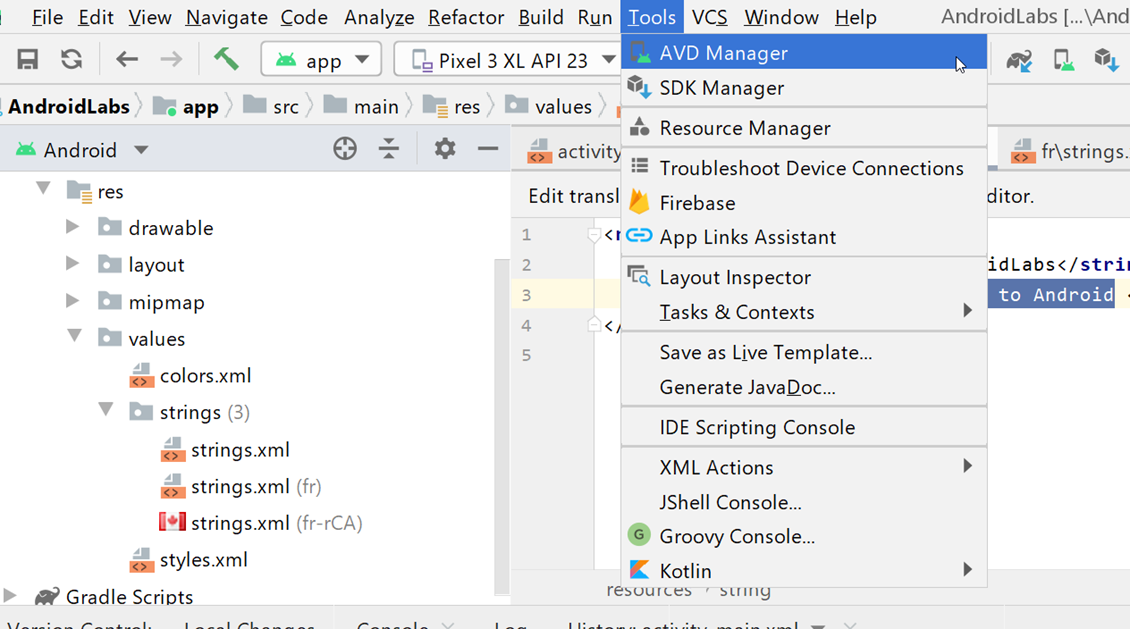 File Edit View Navigate Code Analyze Refactor Build Run Tools VCS Window Help AndroidLabs [...\And
app Pixel 3 XL API 23
AndroidLabs app src main res values
Android
res
drawable
layout
mipmap
values
colors.xml
strings (3)
strings.xml
strings.xml (fr)
strings.xml (fr-rCA)
styles.xml
Gradle Scripts
AVD Manager
SDK Manager
Resource Manager
Troubleshoot Device Connections
Firebase
App Links Assistant
Layout Inspector
Tasks & Contexts
Save as Live Template...
Generate JavaDoc...
IDE Scripting Console
XML Actions
JShell Console...
G Groovy Console...
Kotlin
activity
fr\strings.
Edit transl
ditor.
1 <r
2 idLabs</strin
3 to Android <
4 </
5
resources string
Version Control: Local Changes Console Log History: activity_main.xml